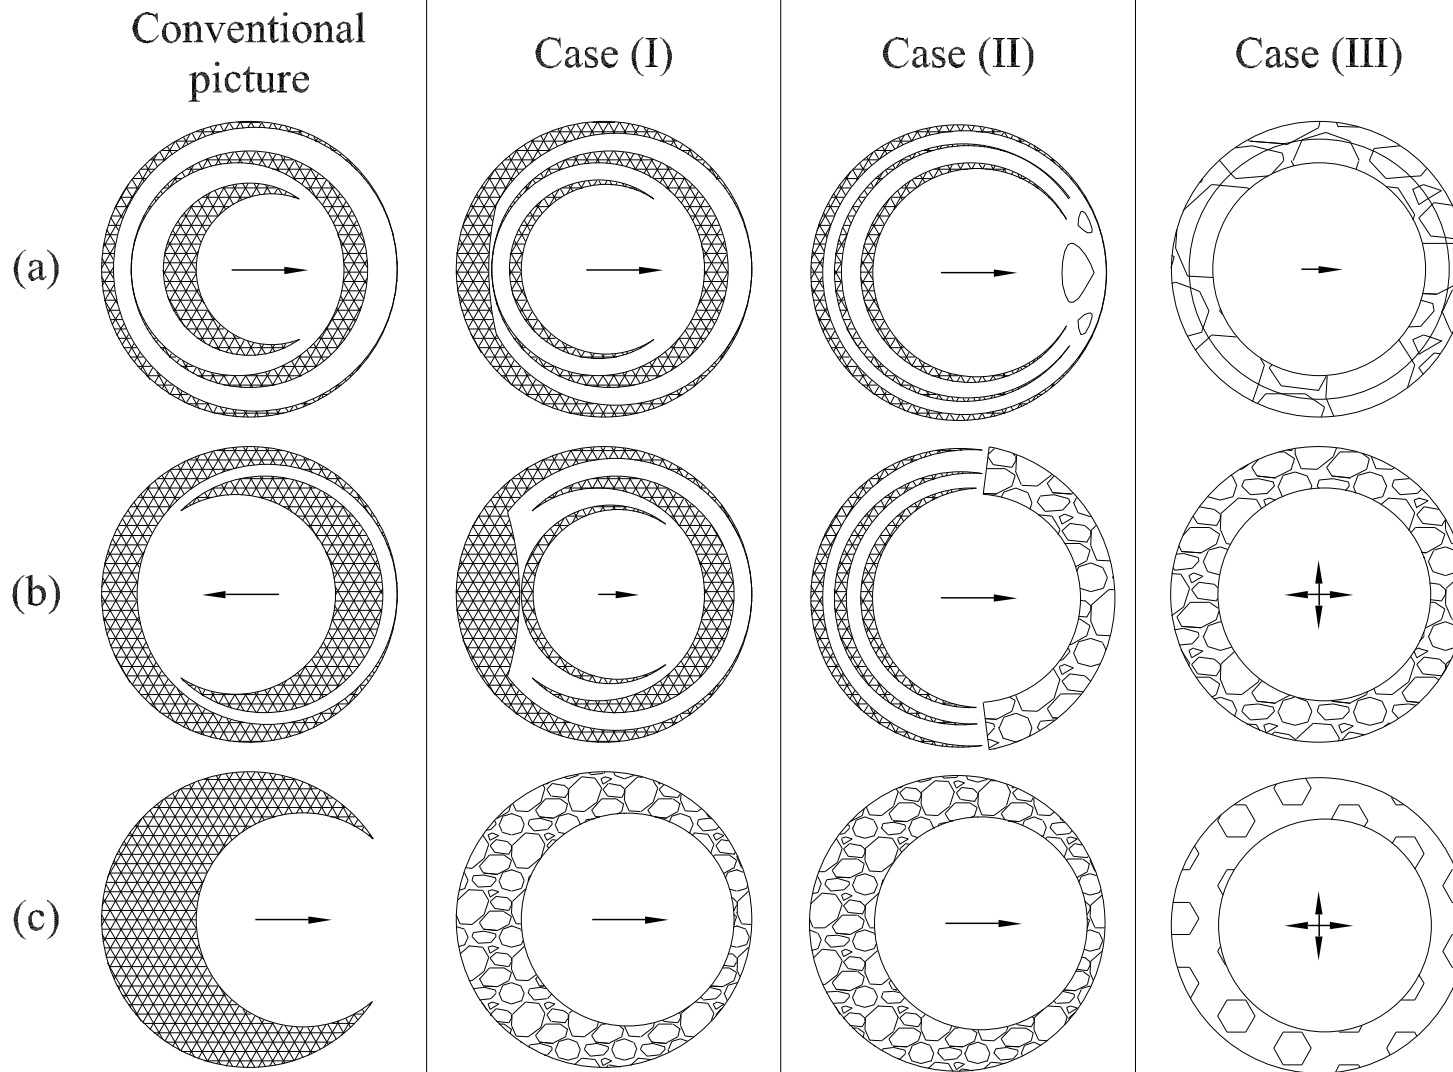 Conventional
picture
Case (I)
Case (II)
Case (III)
(a)
(b)
(c)